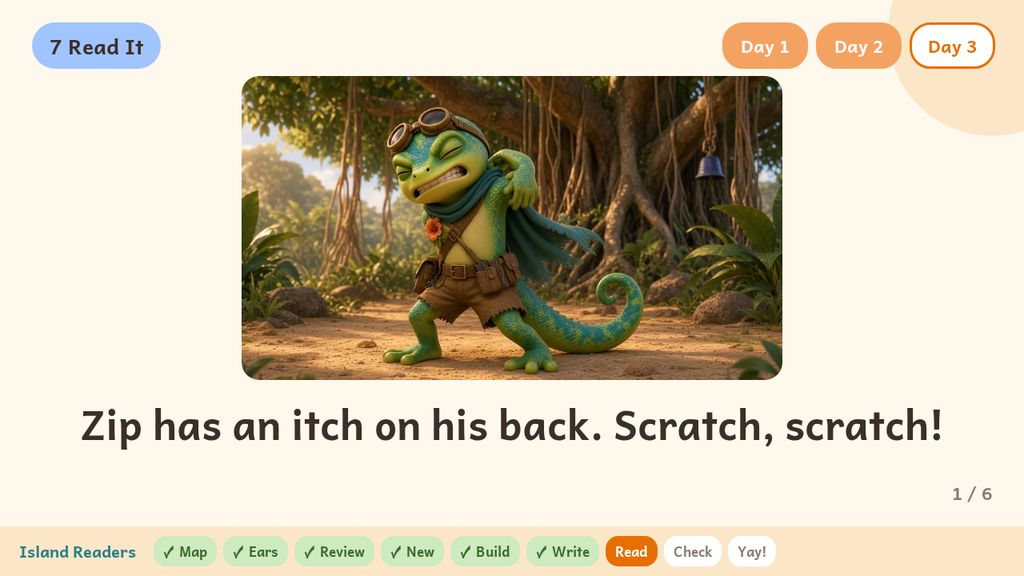 7 Read It
Day 1 Day 2 Day 3
Zip has an itch on his back. Scratch, scratch!
1 / 6
Island Readers ✓ Map ✓ Ears ✓ Review ✓ New ✓ Build ✓ Write Read Check Yay!